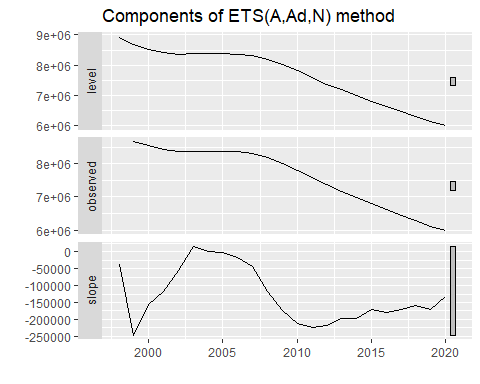 Components of ETS(A,Ad,N) method
level
9e+06
8e+06
7e+06
6e+06
observed
8e+06
7e+06
6e+06
slope
0
-50000
-100000
-150000
-200000
-250000
2000
2005
2010
2015
2020